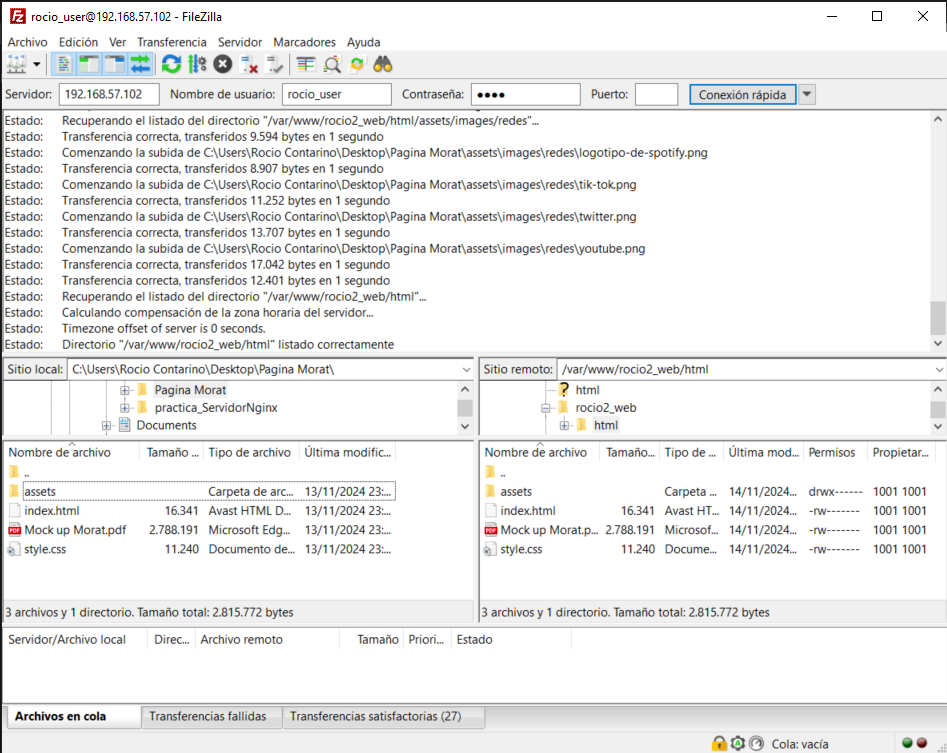 rocio_user@192.168.57.102 - FileZilla
Archivo Edición Ver Transferencia Servidor Marcadores Ayuda
Servidor: 192.168.57.102 Nombre de usuario: rocio_user Contraseña: ●●●● Puerto: Conexión rápida
Estado: Recuperando el listado del directorio "/var/www/rocio2_web/html/assets/images/redes"...
Estado: Transferencia correcta, transferidos 9.594 bytes en 1 segundo
Estado: Comenzando la subida de C:\Users\Rocio Contarino\Desktop\Pagina Morat\assets\images\redes\logotipo-de-spotify.png
Estado: Transferencia correcta, transferidos 8.907 bytes en 1 segundo
Estado: Comenzando la subida de C:\Users\Rocio Contarino\Desktop\Pagina Morat\assets\images\redes\tik-tok.png
Estado: Transferencia correcta, transferidos 11.252 bytes en 1 segundo
Estado: Comenzando la subida de C:\Users\Rocio Contarino\Desktop\Pagina Morat\assets\images\redes\twitter.png
Estado: Transferencia correcta, transferidos 13.707 bytes en 1 segundo
Estado: Comenzando la subida de C:\Users\Rocio Contarino\Desktop\Pagina Morat\assets\images\redes\youtube.png
Estado: Transferencia correcta, transferidos 17.042 bytes en 1 segundo
Estado: Transferencia correcta, transferidos 12.401 bytes en 1 segundo
Estado: Recuperando el listado del directorio "/var/www/rocio2_web/html"...
Estado: Calculando compensación de la zona horaria del servidor...
Estado: Timezone offset of server is 0 seconds.
Estado: Directorio "/var/www/rocio2_web/html" listado correctamente
Sitio local: C:\Users\Rocio Contarino\Desktop\Pagina Morat\
Pagina Morat
practica_ServidorNginx
Documents
Nombre de archivo Tamaño ... Tipo de archivo Última modific...
..
assets Carpeta de arc... 13/11/2024 23:...
index.html 16.341 Avast HTML D... 13/11/2024 23:...
Mock up Morat.pdf 2.788.191 Microsoft Edg... 13/11/2024 23:...
style.css 11.240 Documento de... 13/11/2024 23:...
3 archivos y 1 directorio. Tamaño total: 2.815.772 bytes
Sitio remoto: /var/www/rocio2_web/html
html
rocio2_web
html
Nombre de archivo Tamaño... Tipo de ... Última mod... Permisos Propietar...
..
assets Carpeta ... 14/11/2024... drwx------ 1001 1001
index.html 16.341 Avast HT... 14/11/2024... -rw------- 1001 1001
Mock up Morat.p... 2.788.191 Microsof... 14/11/2024... -rw------- 1001 1001
style.css 11.240 Docume... 14/11/2024... -rw------- 1001 1001
3 archivos y 1 directorio. Tamaño total: 2.815.772 bytes
Servidor/Archivo local Direc... Archivo remoto Tamaño Priori... Estado
Archivos en cola Transferencias fallidas Transferencias satisfactorias (27)
Cola: vacía